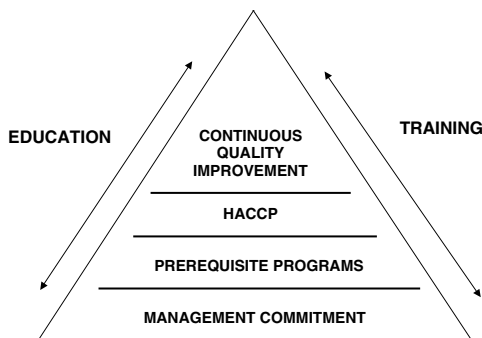 EDUCATION
TRAINING
CONTINUOUS
QUALITY
IMPROVEMENT
HACCP
PREREQUISITE PROGRAMS
MANAGEMENT COMMITMENT